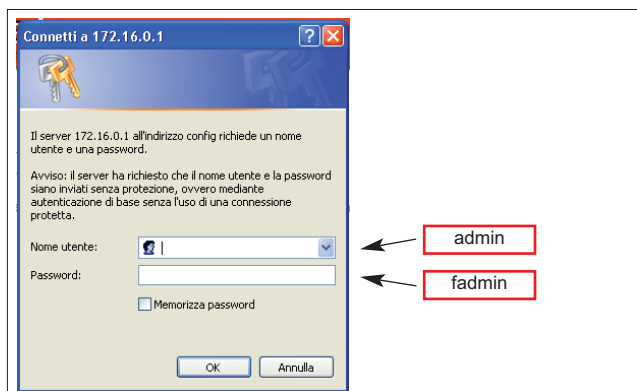 Connetti a 172.16.0.1
Il server 172.16.0.1 all'indirizzo config richiede un nome
utente e una password.
Avviso: il server ha richiesto che il nome utente e la password
siano inviati senza protezione, ovvero mediante
autenticazione di base senza l'uso di una connessione
protetta.
Nome utente:
admin
Password:
fadmin
Memorizza password
OK Annulla